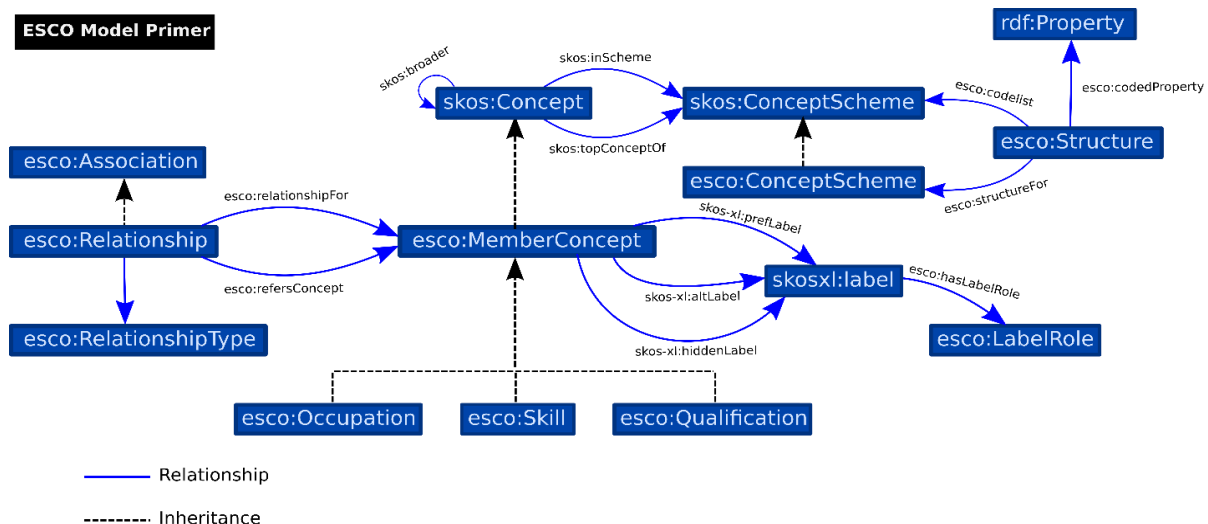 ESCO Model Primer
rdf:Property
skos:broader
skos:inScheme
skos:Concept
skos:ConceptScheme
esco:codelist
esco:codedProperty
skos:topConceptOf
esco:Structure
esco:Association
esco:ConceptScheme
esco:structureFor
esco:relationshipFor
esco:Relationship
esco:MemberConcept
skos-xl:prefLabel
esco:refersConcept
skos-xl:altLabel
skosxl:label
esco:hasLabelRole
esco:RelationshipType
skos-xl:hiddenLabel
esco:LabelRole
esco:Occupation
esco:Skill
esco:Qualification
Relationship
Inheritance